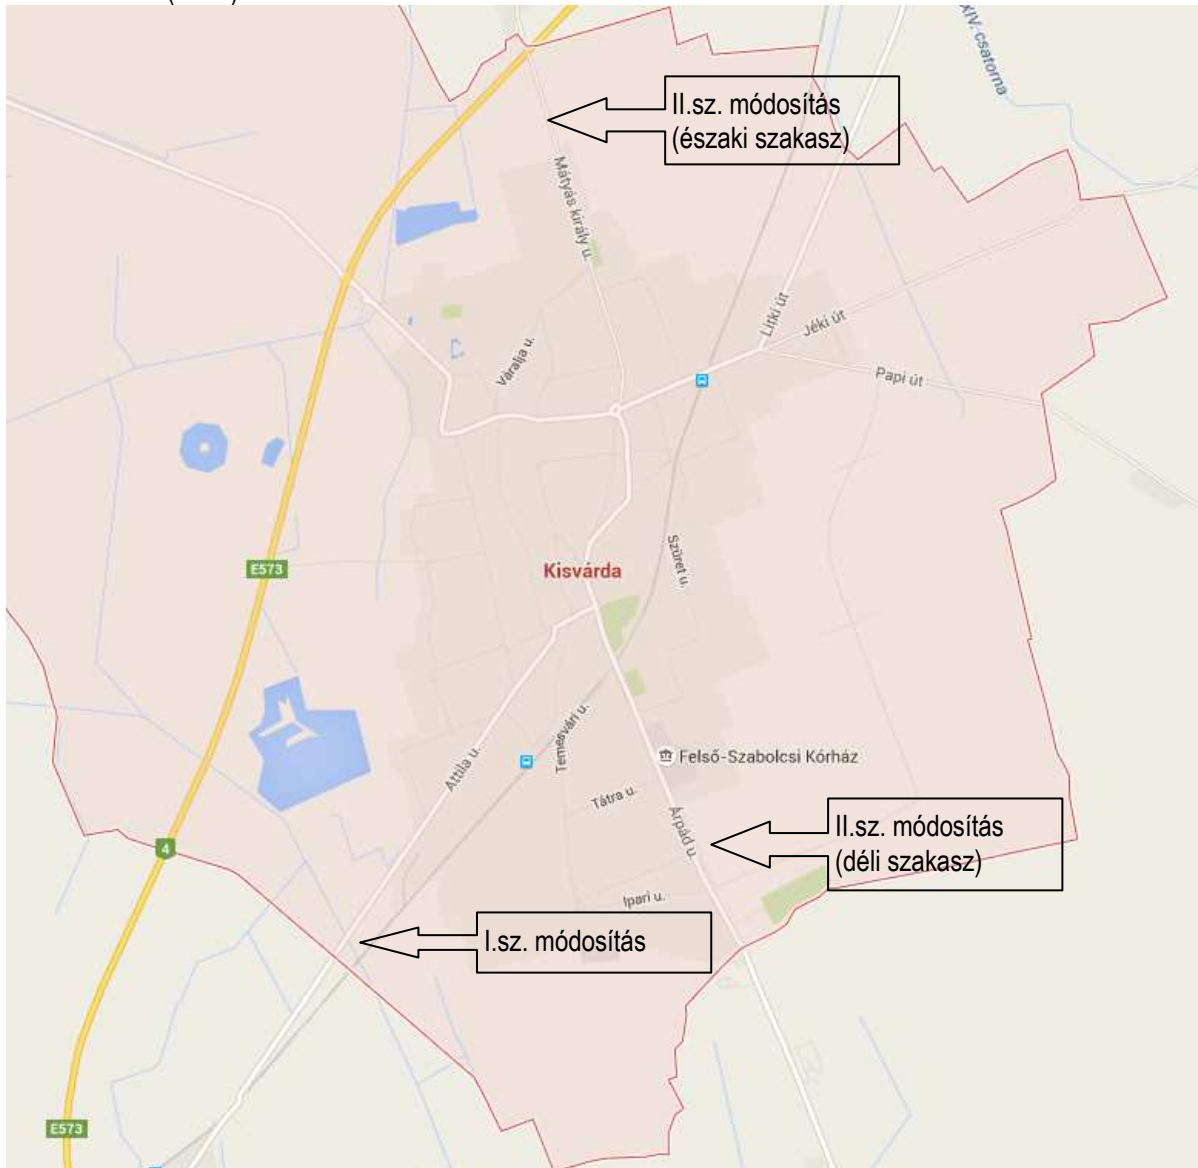 XIV. csatorna
II.sz. módosítás
(északi szakasz)
Mátyás király u.
Litki út
Jéki út
Váralja u.
Papi út
E573
Kisvárda
Szüret u.
Temesvári u.
Attila u.
Felső-Szabolcsi Kórház
Tátra u.
Árpád u.
II.sz. módosítás
(déli szakasz)
4
Ipari u.
I.sz. módosítás
E573